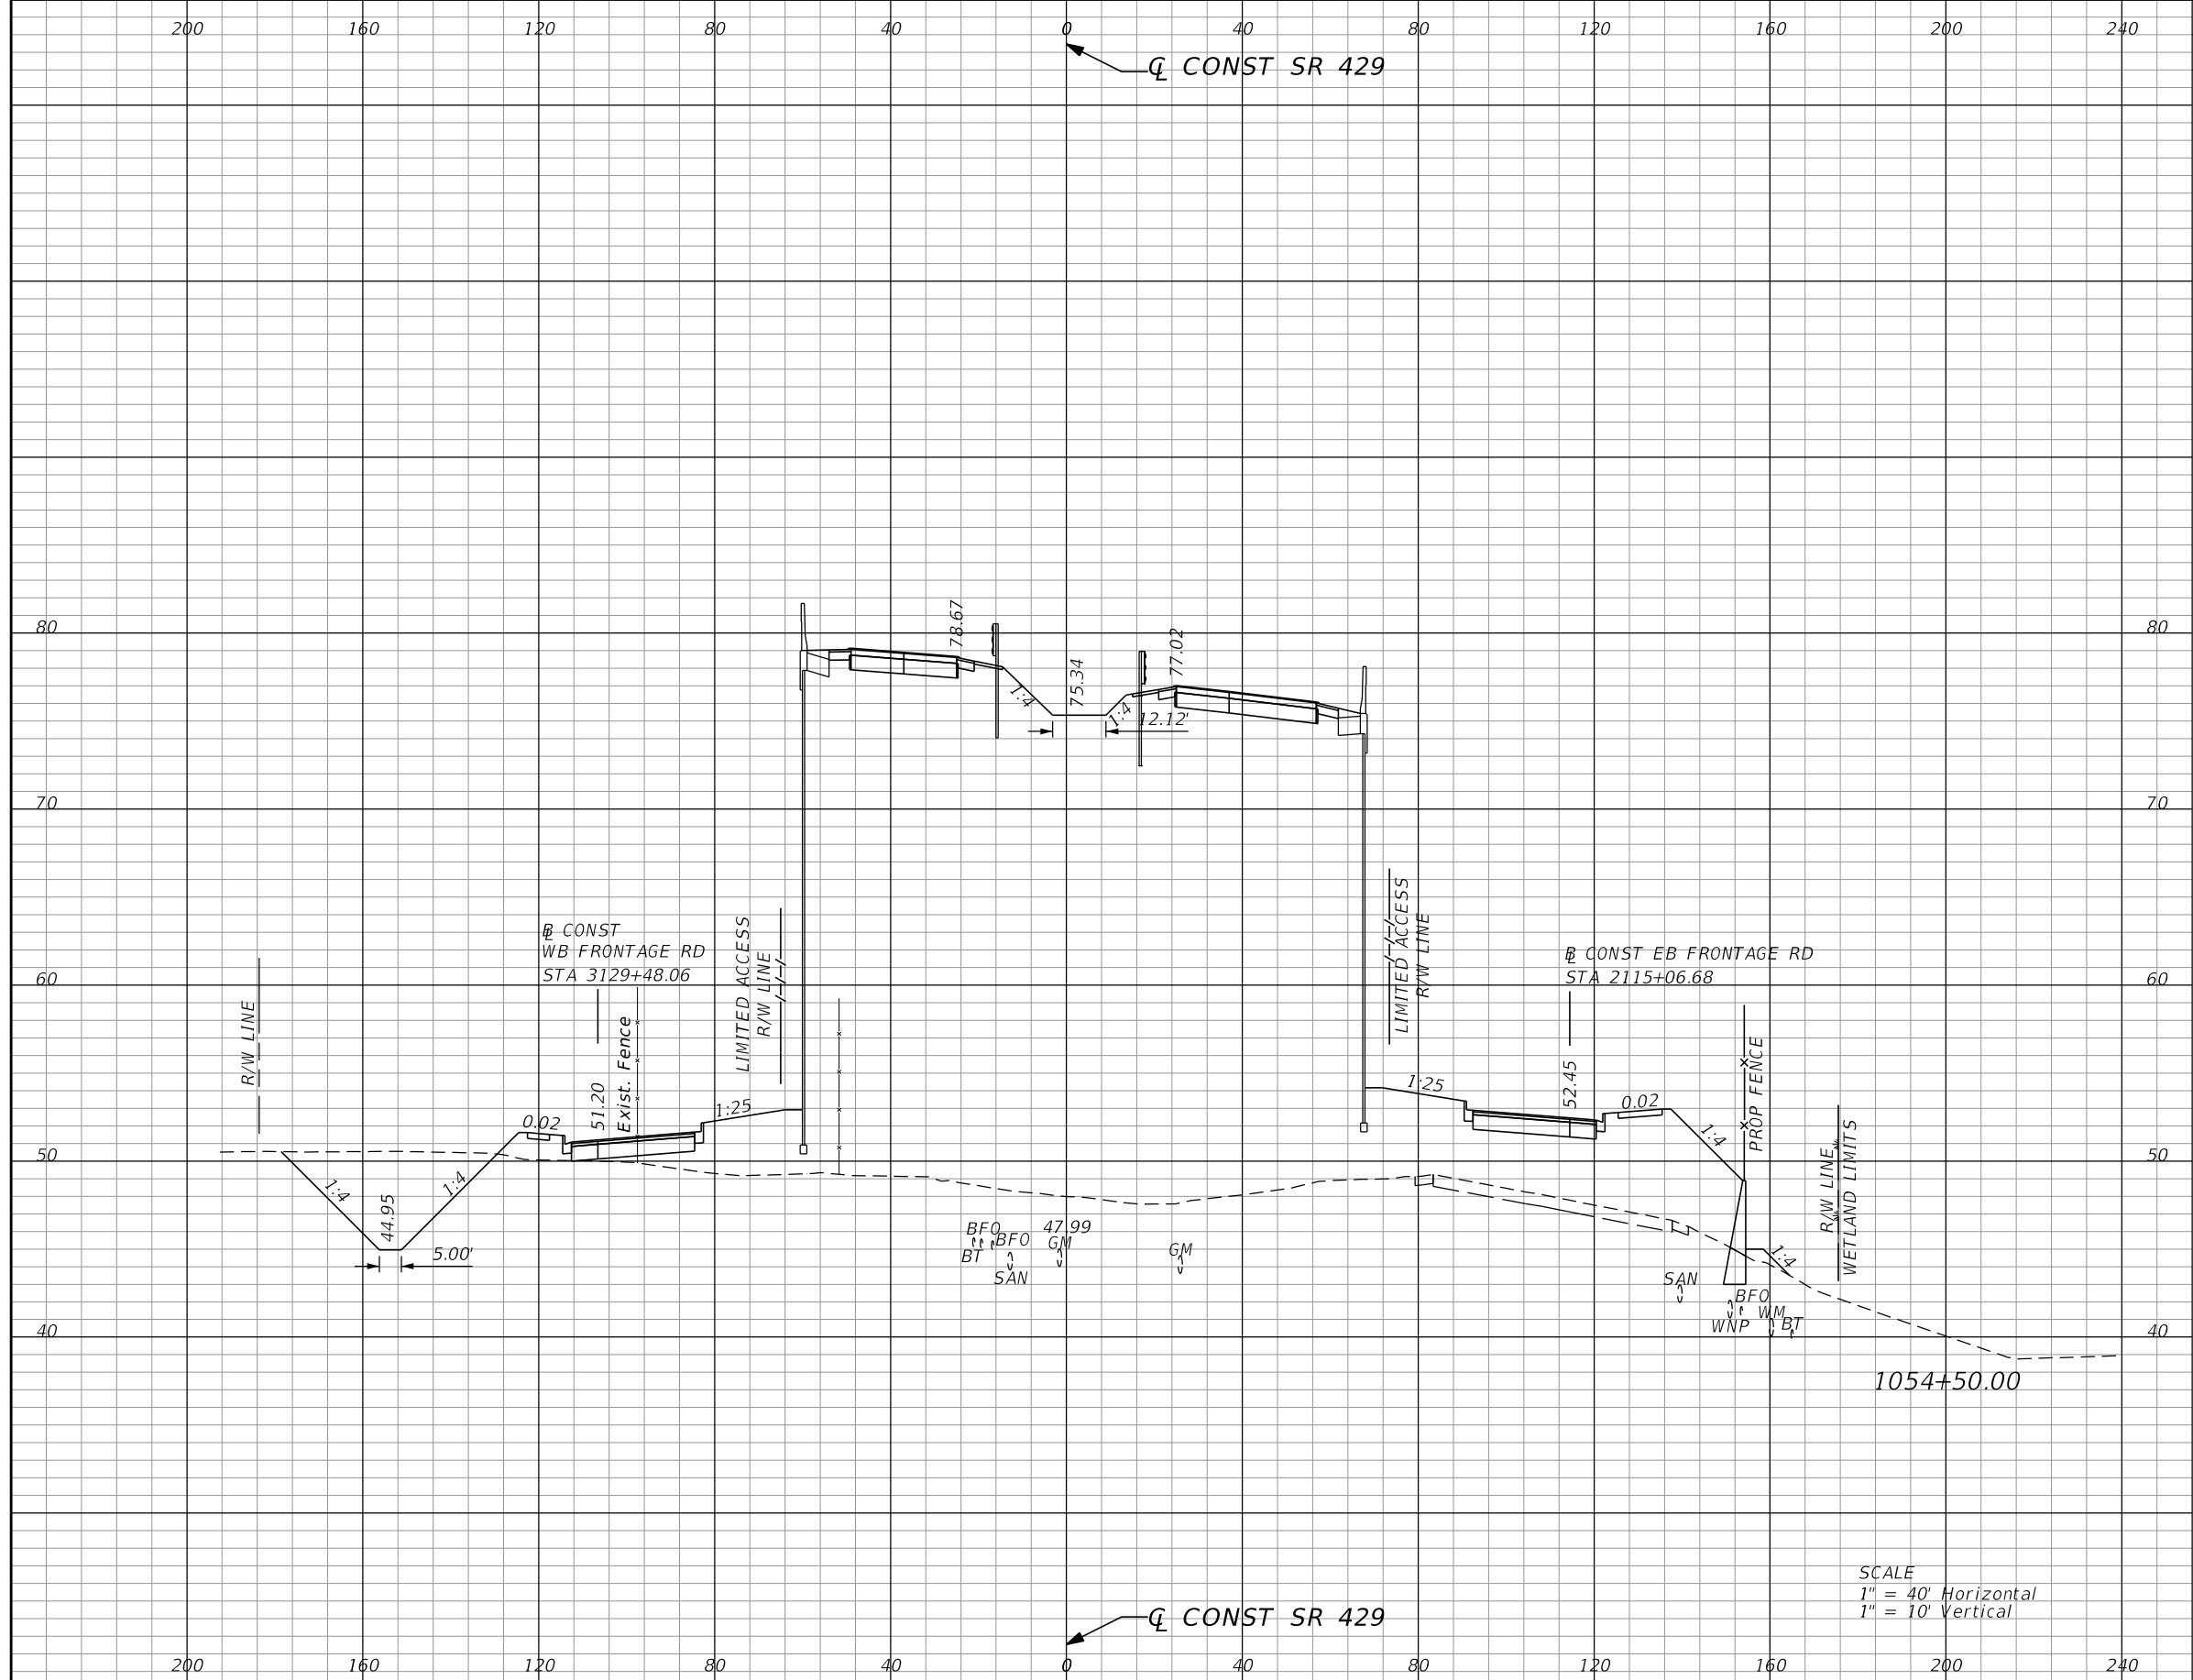 200 160 120 80 40 0 40 80 120 160 200 240
℄ CONST SR 429
80 80
78.67
77.02
75.34
1:4
1:4
12.12'
70 70
LIMITED ACCESS
R/W LINE
LIMITED ACCESS
R/W LINE
BL CONST
WB FRONTAGE RD
STA 3129+48.06
BL CONST EB FRONTAGE RD
STA 2115+06.68
60 60
R/W LINE
Exist. Fence
51.20
52.45
PROP FENCE
1:25
1:25
0.02
0.02
R/W LINE
WETLAND LIMITS
50 50
1:4
44.95
1:4
5.00'
1:4
1:4
BFO
BT
BFO
SAN
47.99
GM
GM
SAN
BFO
WNP
WM
BT
40 40
1054+50.00
SCALE
1" = 40' Horizontal
1" = 10' Vertical
℄ CONST SR 429
200 160 120 80 40 0 40 80 120 160 200 240